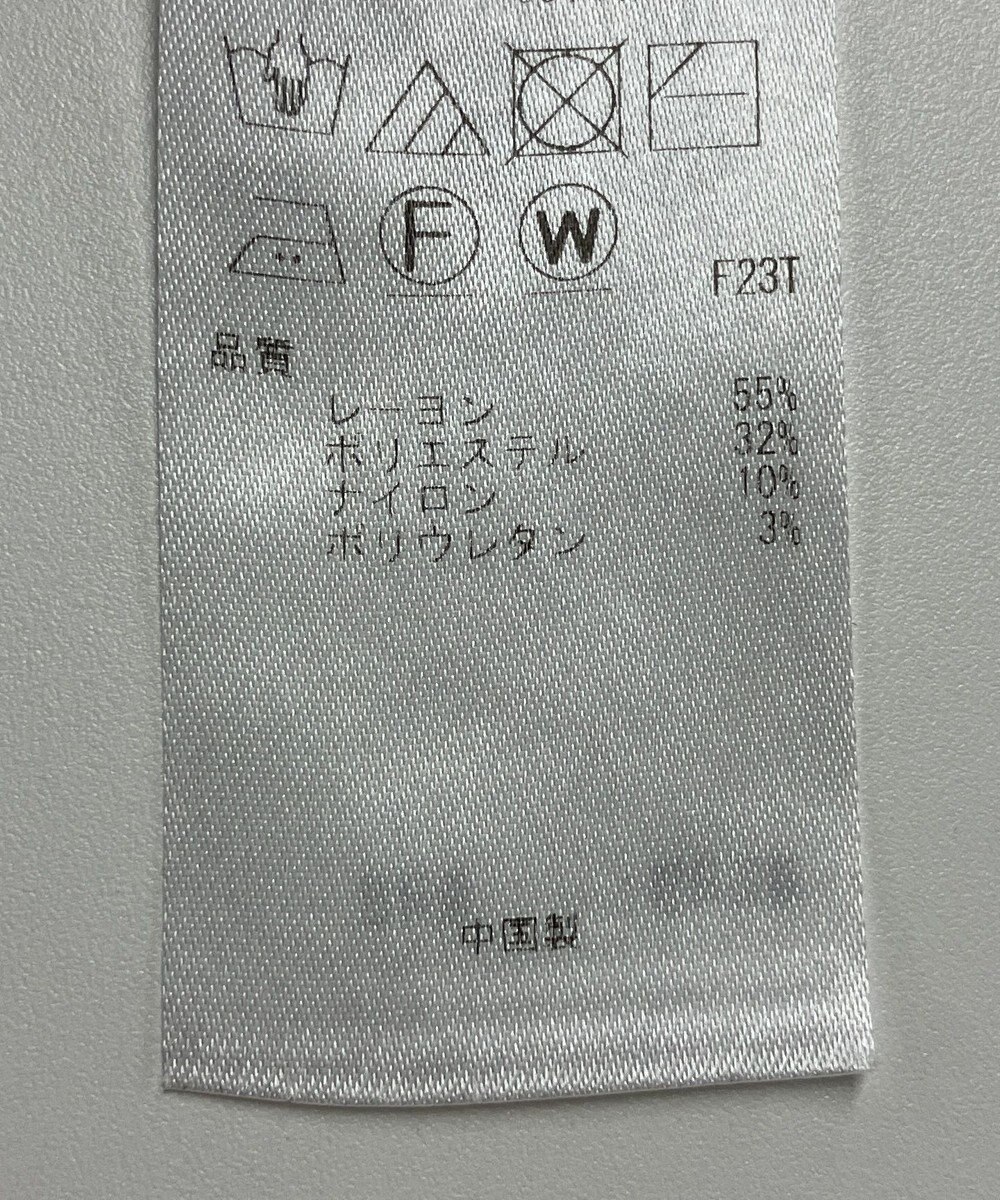 F W
F23T
品質
レーヨン 55%
ポリエステル 32%
ナイロン 10%
ポリウレタン 3%
中国製